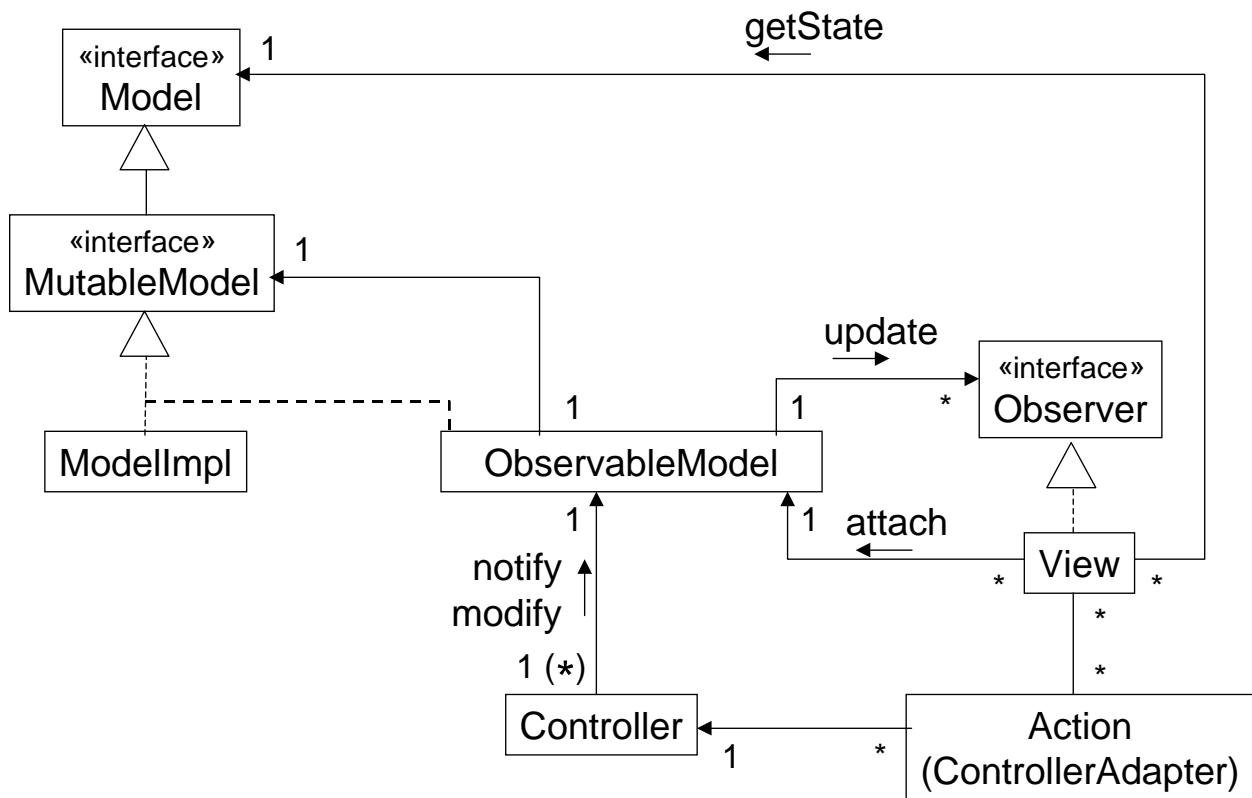 getState
«interface»
Model
1
«interface»
MutableModel
1
update
«interface»
Observer
1
1
*
ModelImpl
ObservableModel
1
1
attach
notify
modify
*
View
*
*
1 (*)
*
Controller
1
*
Action
(ControllerAdapter)